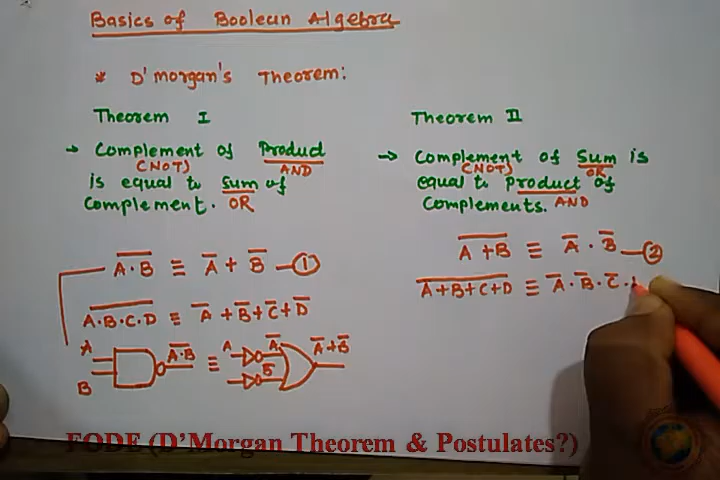 Basics of Boolean Algebra
* D'morgan's Theorem:
Theorem I
→ Complement of Product
(NOT) AND
is equal to sum of
complement. OR
A̅·̅B̅ ≡ A̅ + B̅ —①
A̅·̅B̅·̅C̅·̅D̅ ≡ A̅ + B̅ + C̅ + D̅
A A̅·̅B̅ ≡ A A̅ A̅+B̅
B B̅
Theorem II
→ Complement of Sum is
(NOT) OR
equal to product of
Complements. AND
A̅ ̅+̅ ̅B̅ ≡ A̅ · B̅ —②
A̅+̅B̅+̅C̅+̅D̅ ≡ A̅ · B̅ · C̅ ·
FODE (D'Morgan Theorem & Postulates?)